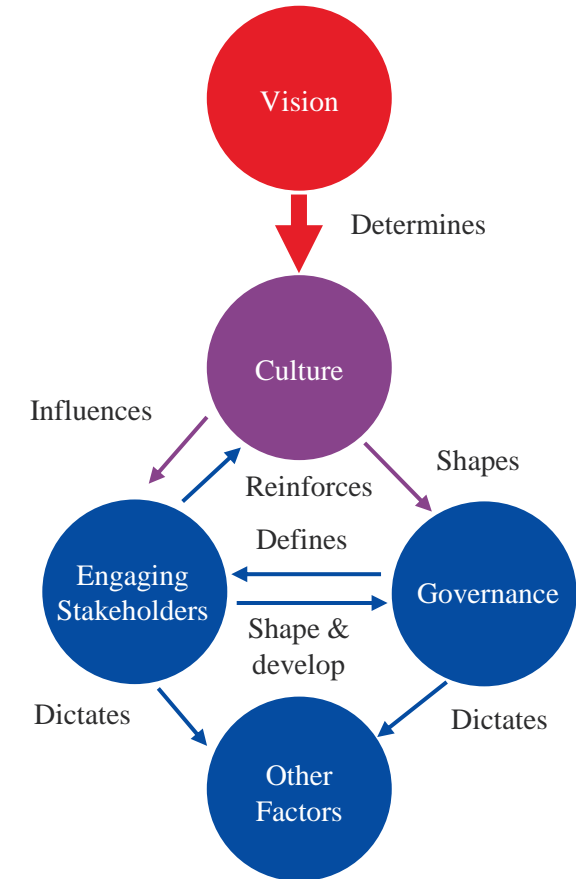 Vision
Determines
Culture
Influences
Shapes
Reinforces
Defines
Engaging
Stakeholders
Governance
Shape &
develop
Dictates
Dictates
Other
Factors